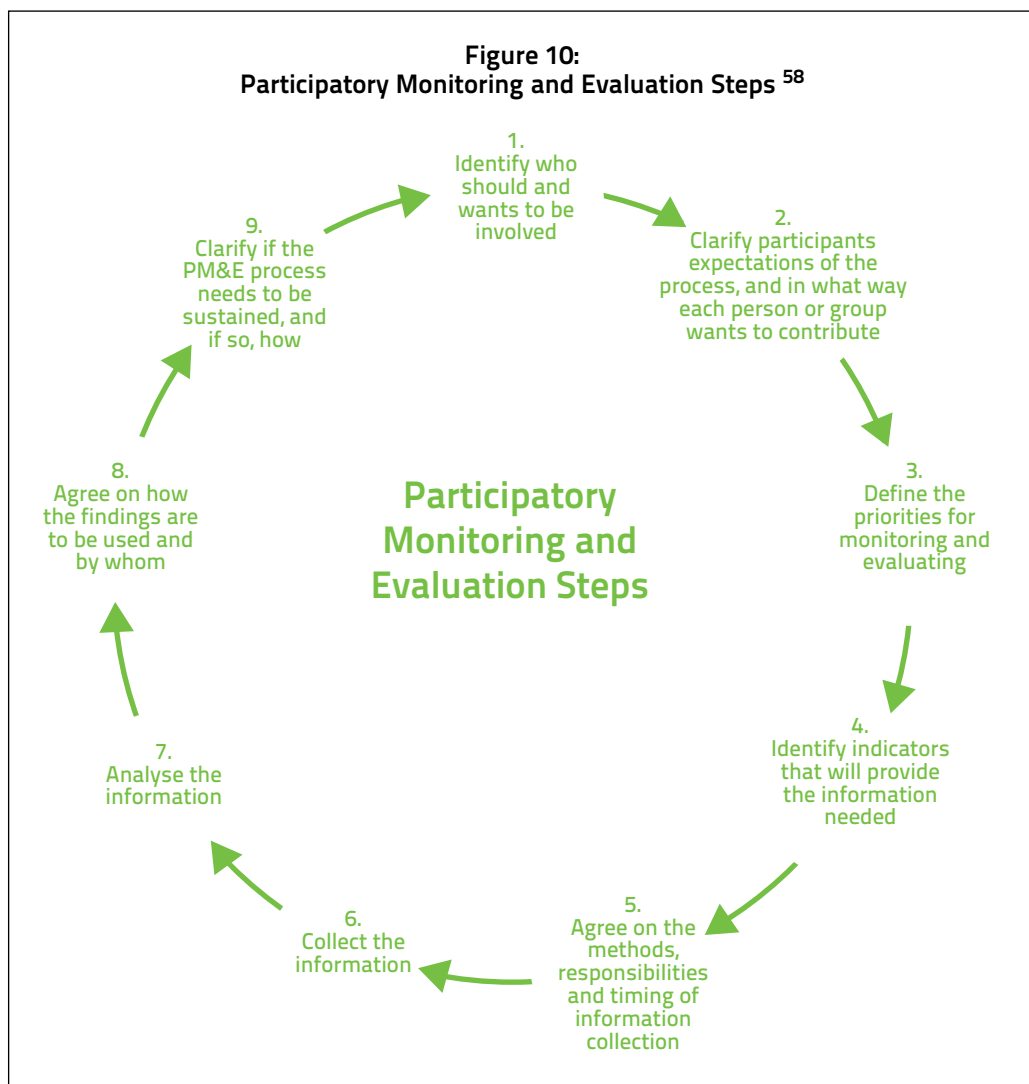 Figure 10:
Participatory Monitoring and Evaluation Steps 58
1.
Identify who
should and
wants to be
involved
2.
Clarify participants
expectations of the
process, and in what way
each person or group
wants to contribute
3.
Define the
priorities for
monitoring and
evaluating
4.
Identify indicators
that will provide
the information
needed
5.
Agree on the
methods,
responsibilities
and timing of
information
collection
6.
Collect the
information
7.
Analyse the
information
8.
Agree on how
the findings are
to be used and
by whom
9.
Clarify if the
PM&E process
needs to be
sustained, and
if so, how
Participatory
Monitoring and
Evaluation Steps